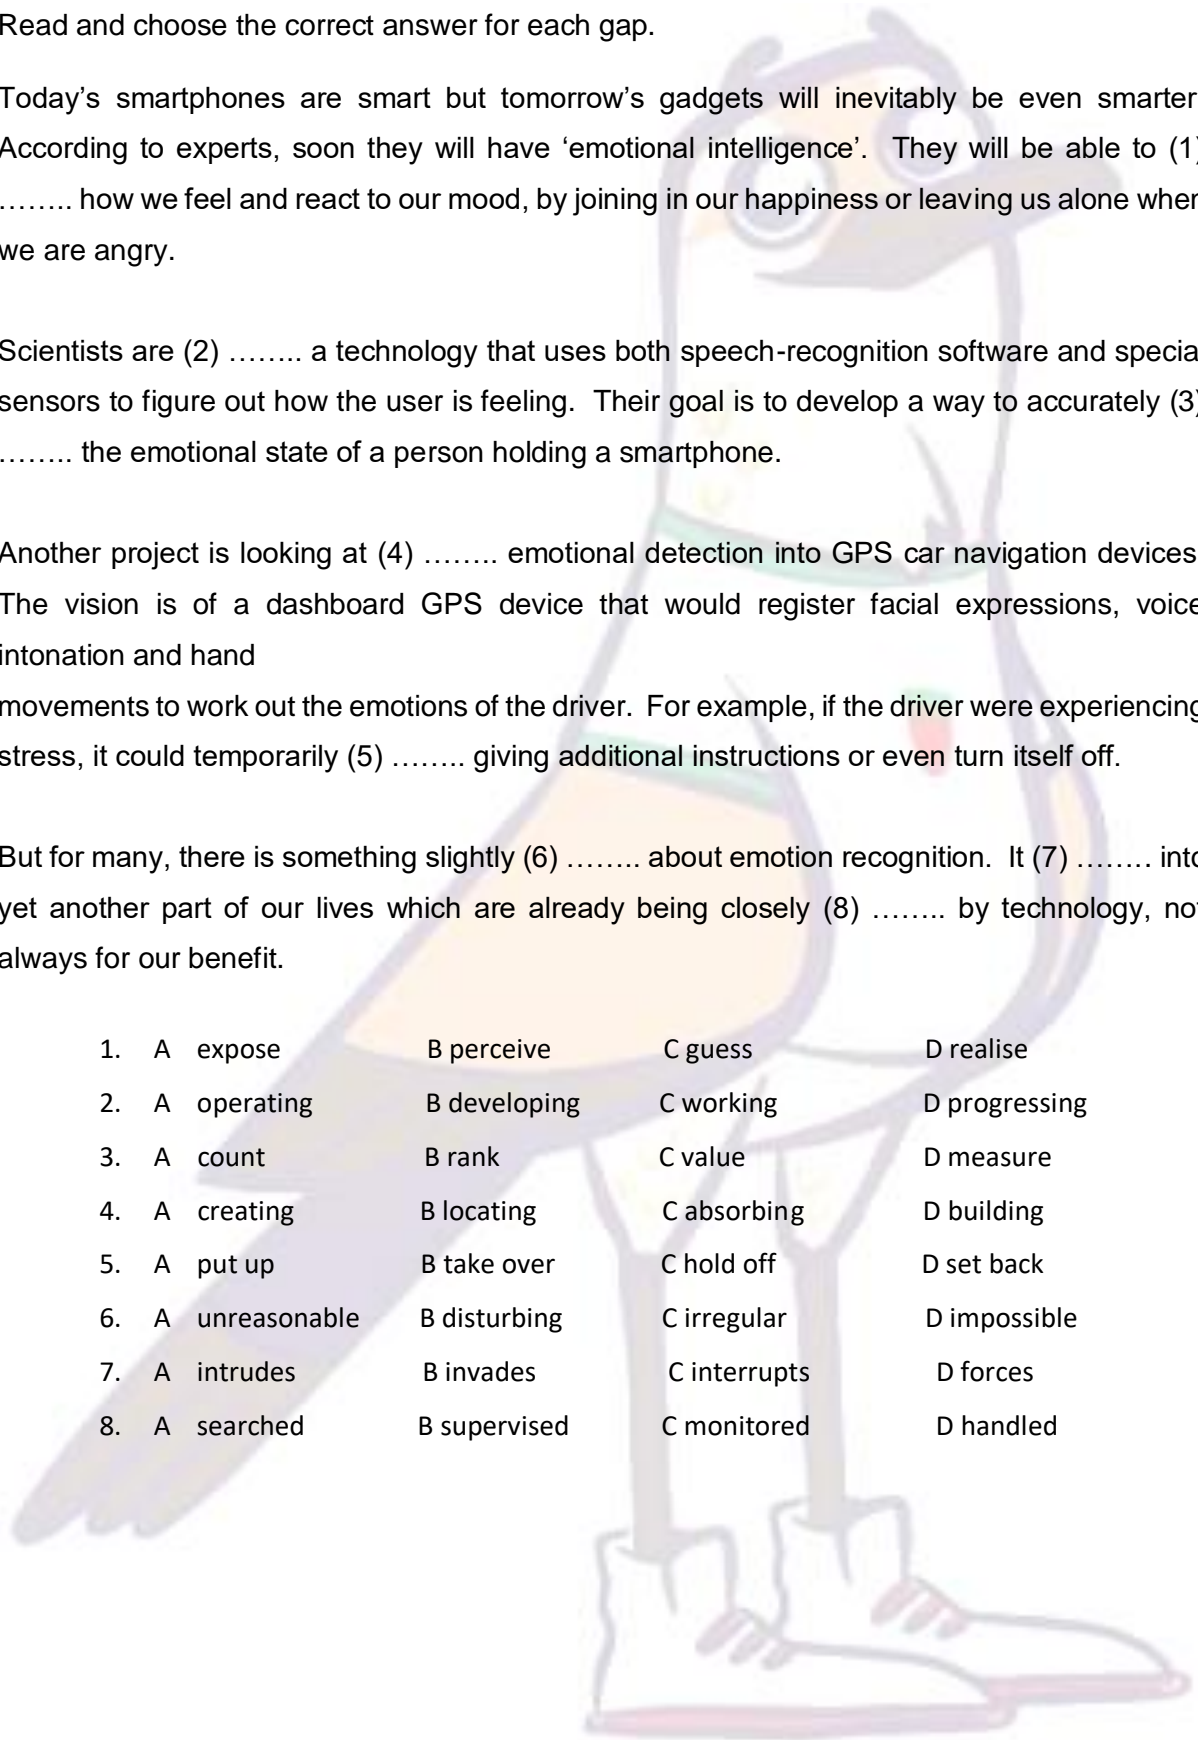 Read and choose the correct answer for each gap.
Today’s smartphones are smart but tomorrow’s gadgets will inevitably be even smarter
According to experts, soon they will have ‘emotional intelligence’. They will be able to (1)
…….. how we feel and react to our mood, by joining in our happiness or leaving us alone when
we are angry.
Scientists are (2) …….. a technology that uses both speech-recognition software and specia
sensors to figure out how the user is feeling. Their goal is to develop a way to accurately (3)
…….. the emotional state of a person holding a smartphone.
Another project is looking at (4) …….. emotional detection into GPS car navigation devices.
The vision is of a dashboard GPS device that would register facial expressions, voice
intonation and hand
movements to work out the emotions of the driver. For example, if the driver were experiencing
stress, it could temporarily (5) …….. giving additional instructions or even turn itself off.
But for many, there is something slightly (6) …….. about emotion recognition. It (7) …….. into
yet another part of our lives which are already being closely (8) …….. by technology, not
always for our benefit.
1. A expose B perceive C guess D realise
2. A operating B developing C working D progressing
3. A count B rank C value D measure
4. A creating B locating C absorbing D building
5. A put up B take over C hold off D set back
6. A unreasonable B disturbing C irregular D impossible
7. A intrudes B invades C interrupts D forces
8. A searched B supervised C monitored D handled